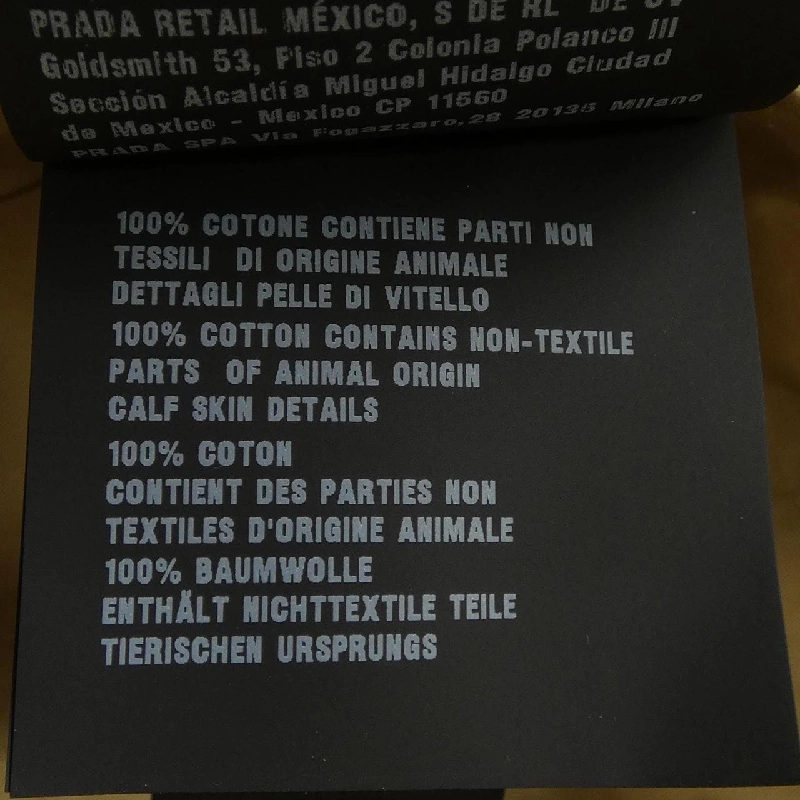 PRADA RETAIL MÉXICO, S DE RL DE CV
Goldsmith 53, Piso 2 Colonia Polanco III
Sección Alcaldía Miguel Hidalgo Ciudad
de Mexico - Mexico CP 11560
PRADA SPA Via Fogazzaro,28 20135 Milano
100% COTONE CONTIENE PARTI NON
TESSILI DI ORIGINE ANIMALE
DETTAGLI PELLE DI VITELLO
100% COTTON CONTAINS NON-TEXTILE
PARTS OF ANIMAL ORIGIN
CALF SKIN DETAILS
100% COTON
CONTIENT DES PARTIES NON
TEXTILES D'ORIGINE ANIMALE
100% BAUMWOLLE
ENTHÄLT NICHTTEXTILE TEILE
TIERISCHEN URSPRUNGS